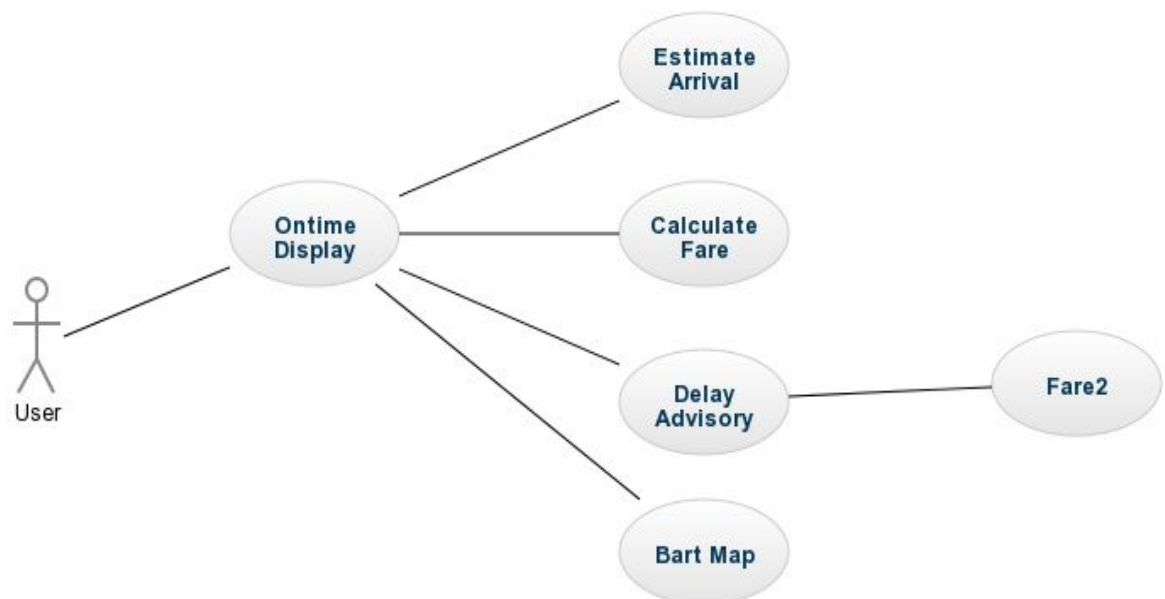 Estimate
Arrival
Ontime
Display
Calculate
Fare
User
Delay
Advisory
Fare2
Bart Map